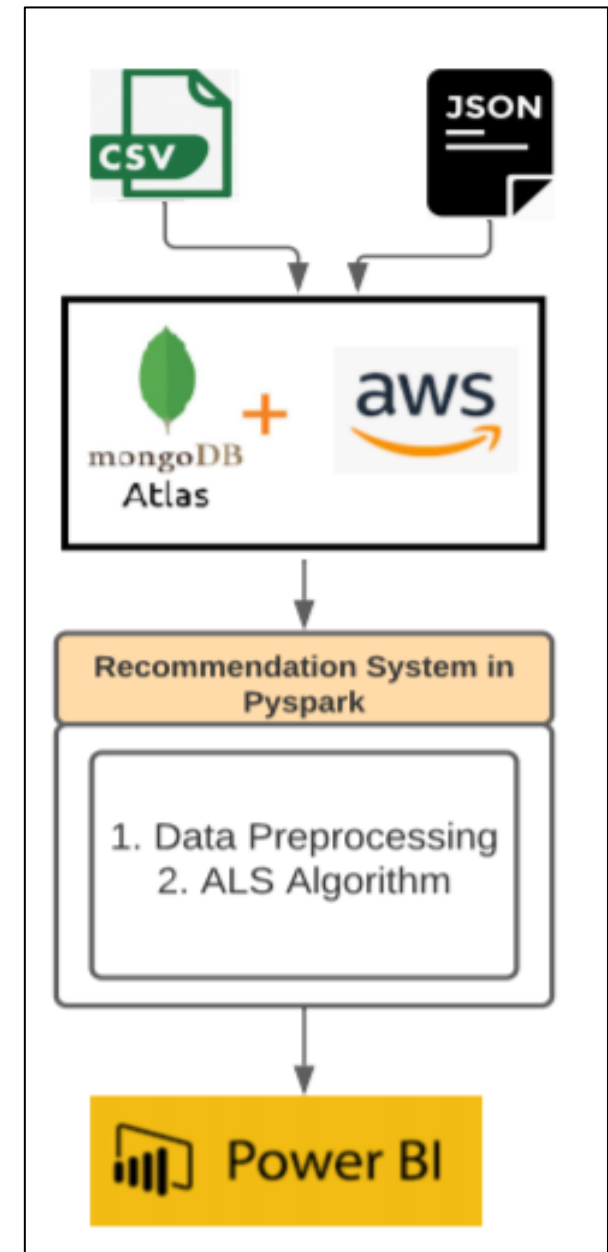 CSV
JSON
mongoDB
Atlas
+
aws
Recommendation System in
Pyspark
1. Data Preprocessing
2. ALS Algorithm
Power BI